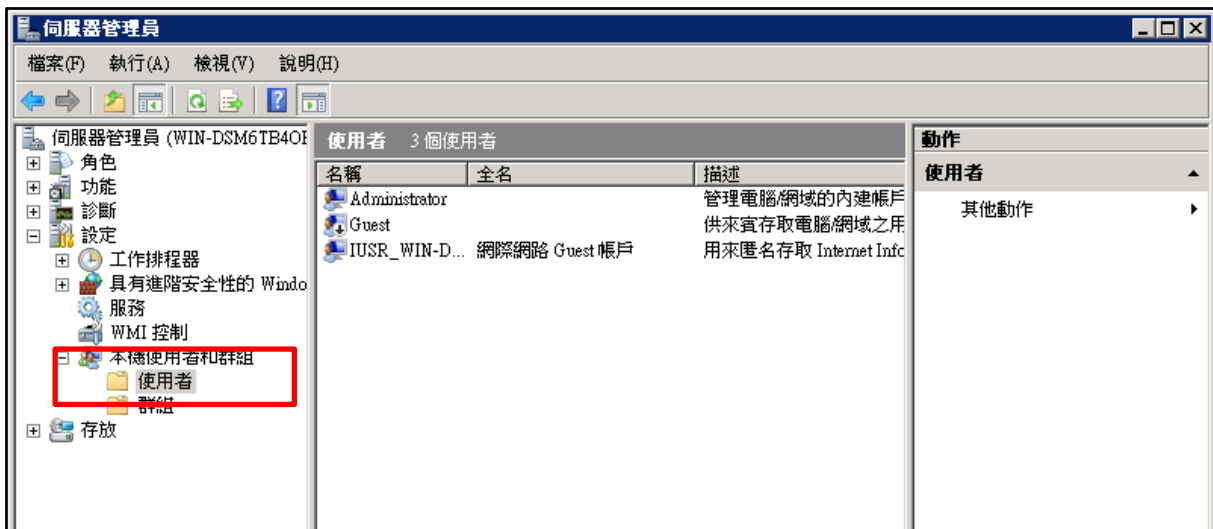 伺服器管理員
檔案(F) 執行(A) 檢視(V) 說明(H)
伺服器管理員 (WIN-DSM6TB4OE
角色
功能
診斷
設定
工作排程器
具有進階安全性的 Windo
服務
WMI 控制
本機使用者和群組
使用者
群組
存放
使用者 3 個使用者
名稱 全名 描述
Administrator 管理電腦/網域的內建帳戶
Guest 供來賓存取電腦/網域之用
IUSR_WIN-D... 網際網路 Guest 帳戶 用來匿名存取 Internet Info
動作
使用者
其他動作